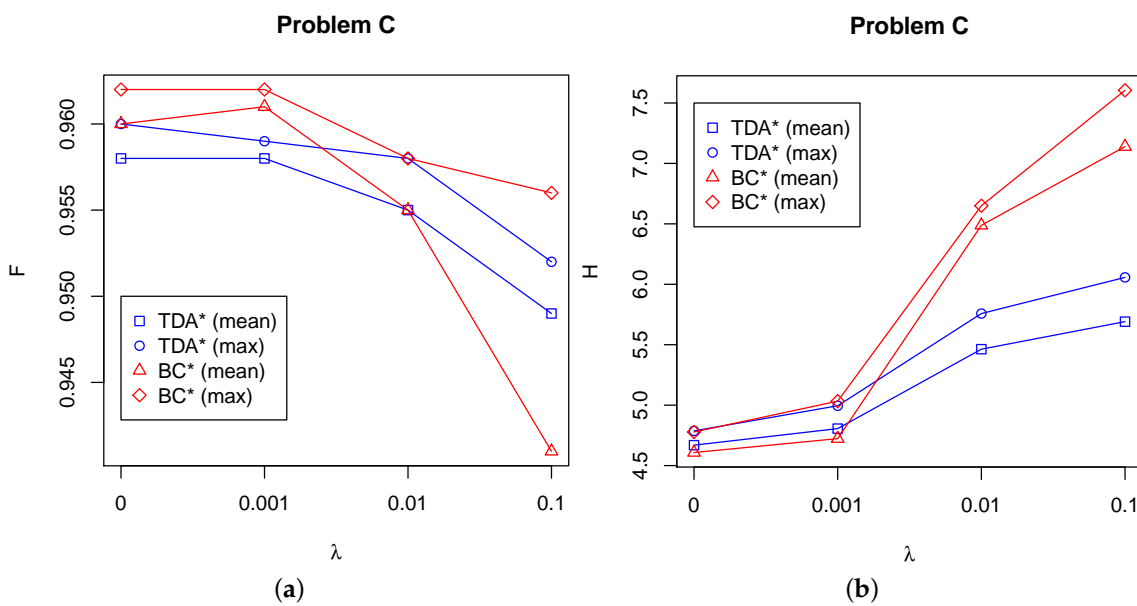 Problem C
F
0.960
0.955
0.950
0.945
TDA* (mean)
TDA* (max)
BC* (mean)
BC* (max)
0 0.001 0.01 0.1
λ
(a)
Problem C
H
7.5
7.0
6.5
6.0
5.5
5.0
4.5
TDA* (mean)
TDA* (max)
BC* (mean)
BC* (max)
0 0.001 0.01 0.1
λ
(b)